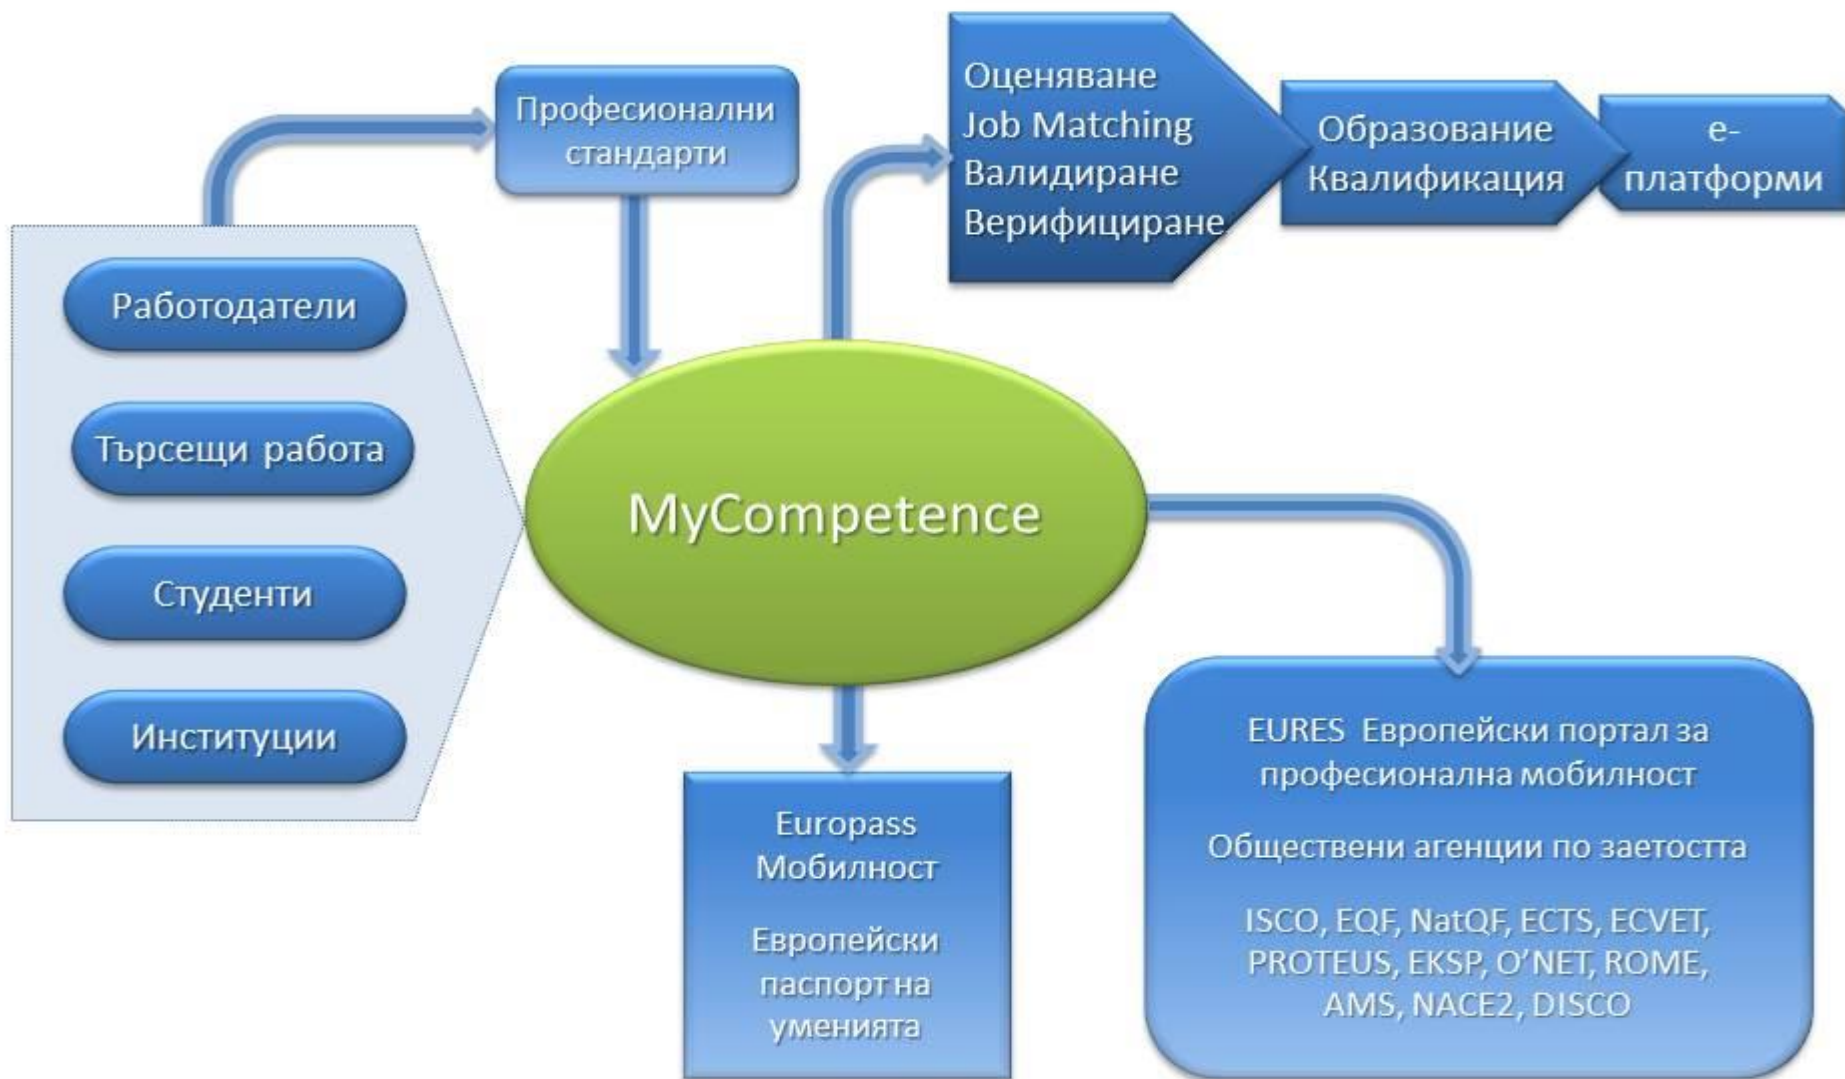 Професионални
стандарти
Оценяване
Job Matching
Валидиране
Верифициране
Образование
Квалификация
е-
платформи
Работодатели
Търсещи работа
Студенти
Институции
MyCompetence
Europass
Мобилност
Европейски
паспорт на
уменията
EURES Европейски портал за
професионална мобилност
Обществени агенции по заетостта
ISCO, EQF, NatQF, ECTS, ECVET,
PROTEUS, EKSP, O’NET, ROME,
AMS, NACE2, DISCO